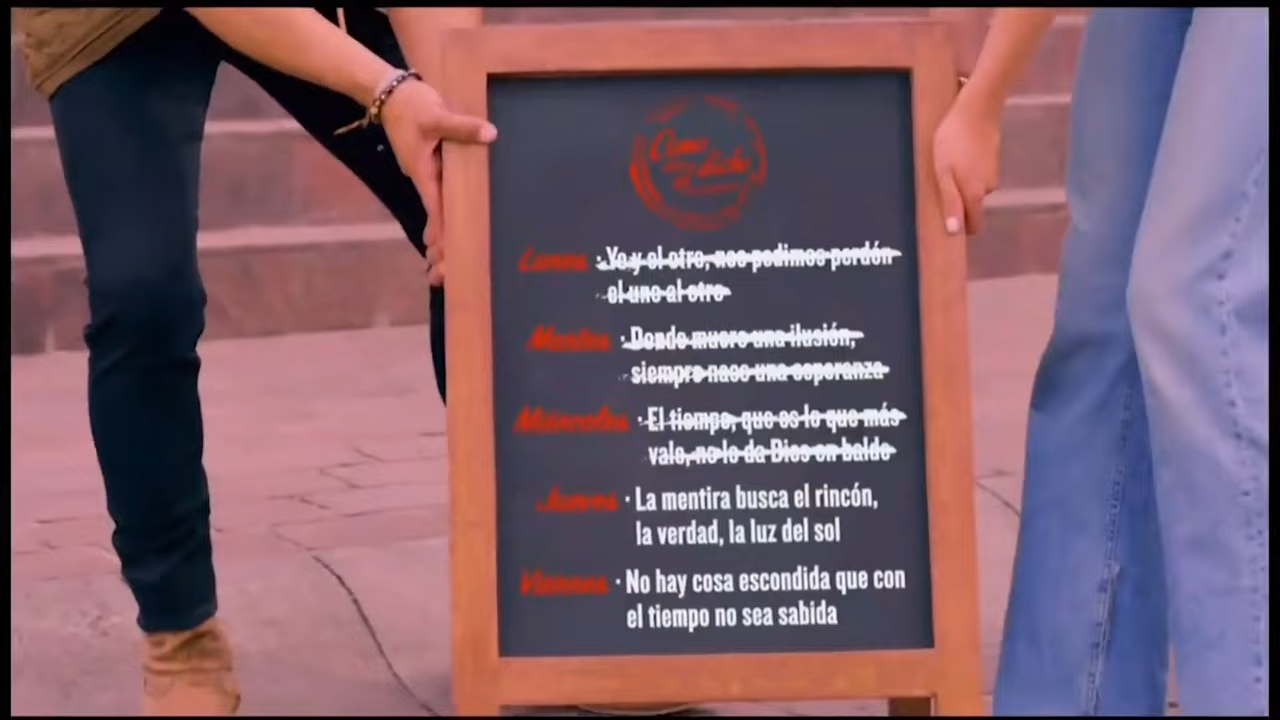 Como
dicho
Lunes · Yo y el otro, nos pedimos perdón
el uno al otro
Martes · Donde muere una ilusión,
siempre nace una esperanza
Miércoles · El tiempo, que es lo que más
vale, no lo da Dios en balde
Jueves · La mentira busca el rincón,
la verdad, la luz del sol
Viernes · No hay cosa escondida que con
el tiempo no sea sabida